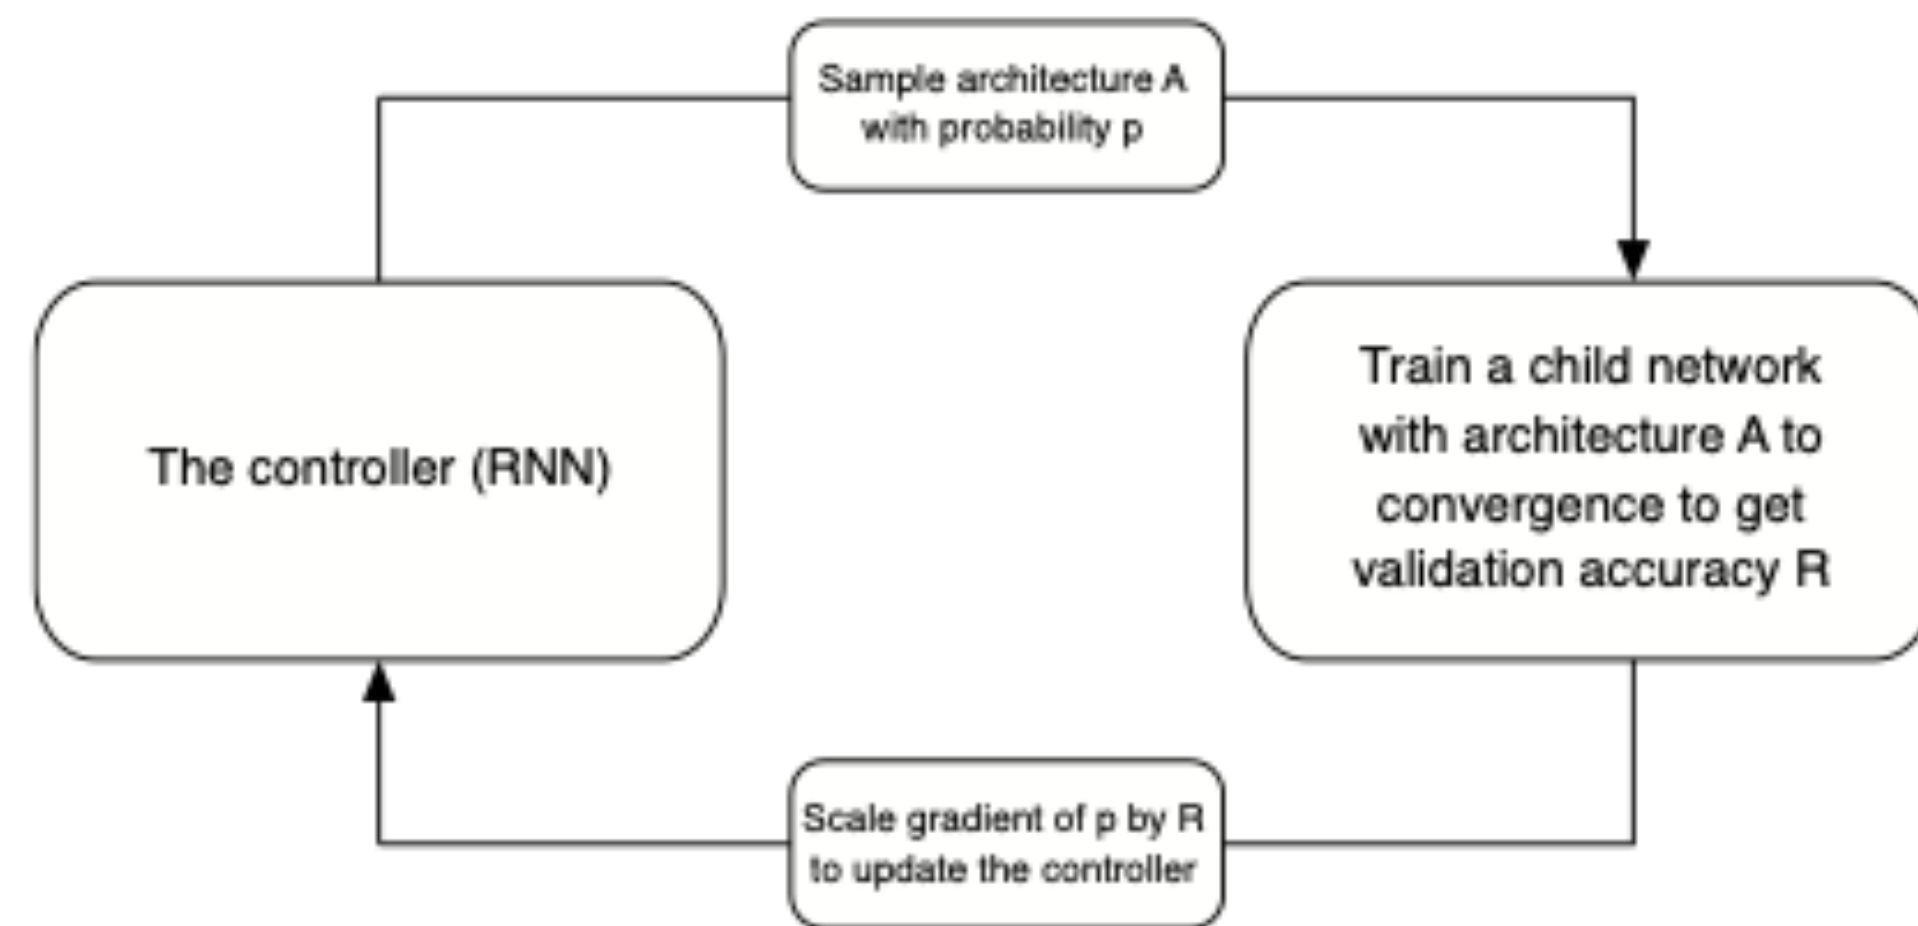 Sample architecture A
with probability p
The controller (RNN)
Train a child network
with architecture A to
convergence to get
validation accuracy R
Scale gradient of p by R
to update the controller